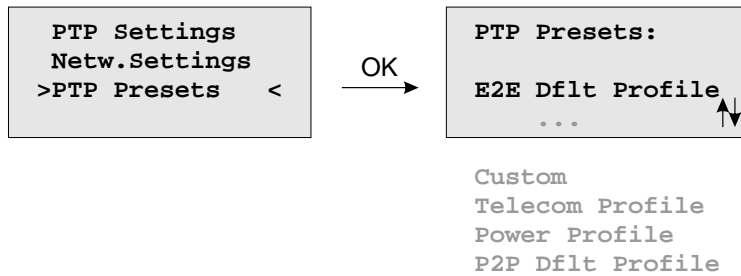 PTP Settings
Netw.Settings
>PTP Presets <
OK
PTP Presets:
E2E Dflt Profile
...
Custom
Telecom Profile
Power Profile
P2P Dflt Profile